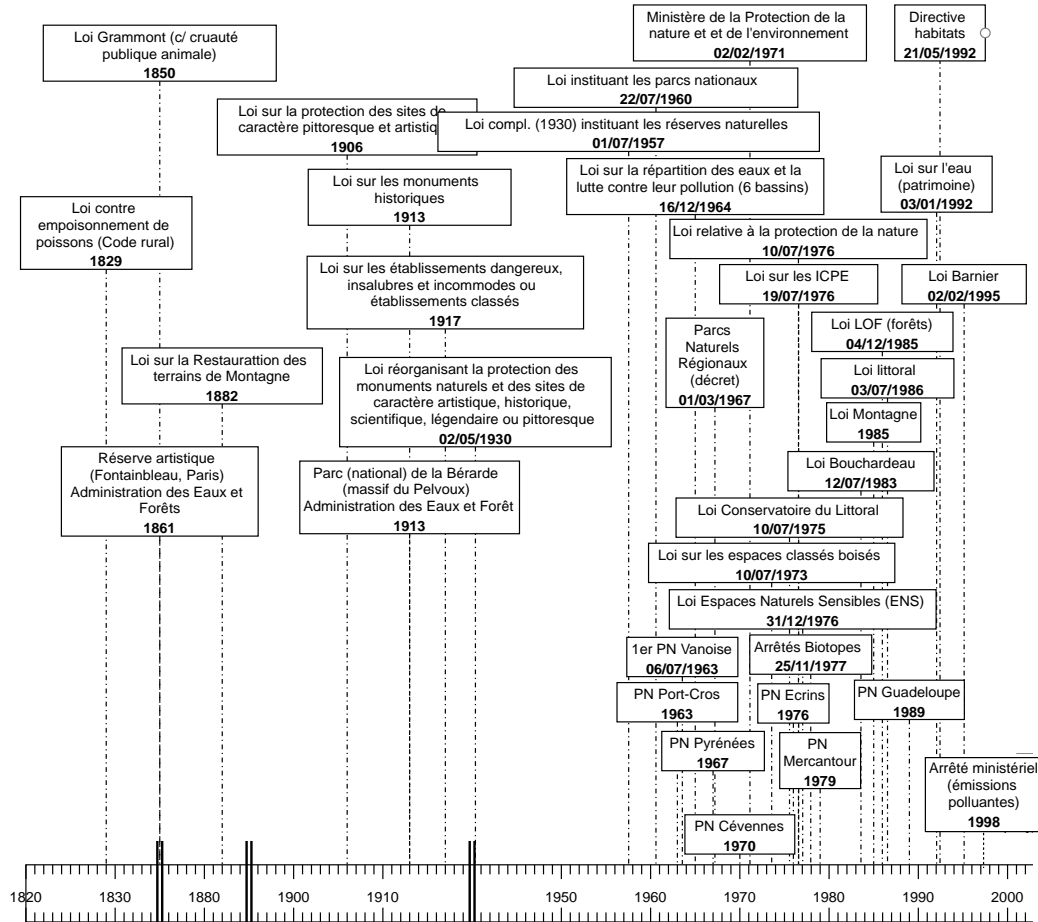 Loi Grammont (c/ cruauté
publique animale)
1850
Ministère de la Protection de la
nature et et de l'environnement
02/02/1971
Directive
habitats
21/05/1992
Loi instituant les parcs nationaux
22/07/1960
Loi sur la protection des sites de
caractère pittoresque et artistiq
1906
Loi compl. (1930) instituant les réserves naturelles
01/07/1957
Loi sur la répartition des eaux et la
lutte contre leur pollution (6 bassins)
16/12/1964
Loi sur l'eau
(patrimoine)
03/01/1992
Loi sur les monuments
historiques
1913
Loi contre
empoisonnement de
poissons (Code rural)
1829
Loi relative à la protection de la nature
10/07/1976
Loi sur les établissements dangereux,
insalubres et incommodes ou
établissements classés
1917
Loi sur les ICPE
19/07/1976
Loi Barnier
02/02/1995
Parcs
Naturels
Régionaux
(décret)
01/03/1967
Loi LOF (forêts)
04/12/1985
Loi sur la Restaurattion des
terrains de Montagne
1882
Loi réorganisant la protection des
monuments naturels et des sites de
caractère artistique, historique,
scientifique, légendaire ou pittoresque
02/05/1930
Loi littoral
03/07/1986
Loi Montagne
1985
Réserve artistique
(Fontainbleau, Paris)
Administration des Eaux et
Forêts
1861
Parc (national) de la Bérarde
(massif du Pelvoux)
Administration des Eaux et Forêt
1913
Loi Bouchardeau
12/07/1983
Loi Conservatoire du Littoral
10/07/1975
Loi sur les espaces classés boisés
10/07/1973
Loi Espaces Naturels Sensibles (ENS)
31/12/1976
1er PN Vanoise
06/07/1963
Arrêtés Biotopes
25/11/1977
PN Port-Cros
1963
PN Ecrins
1976
PN Guadeloupe
1989
PN Pyrénées
1967
PN
Mercantour
1979
Arrêté ministériel
(émissions
polluantes)
1998
PN Cévennes
1970
1820 1830 1880 1900 1910 1950 1960 1970 1980 1990 2000